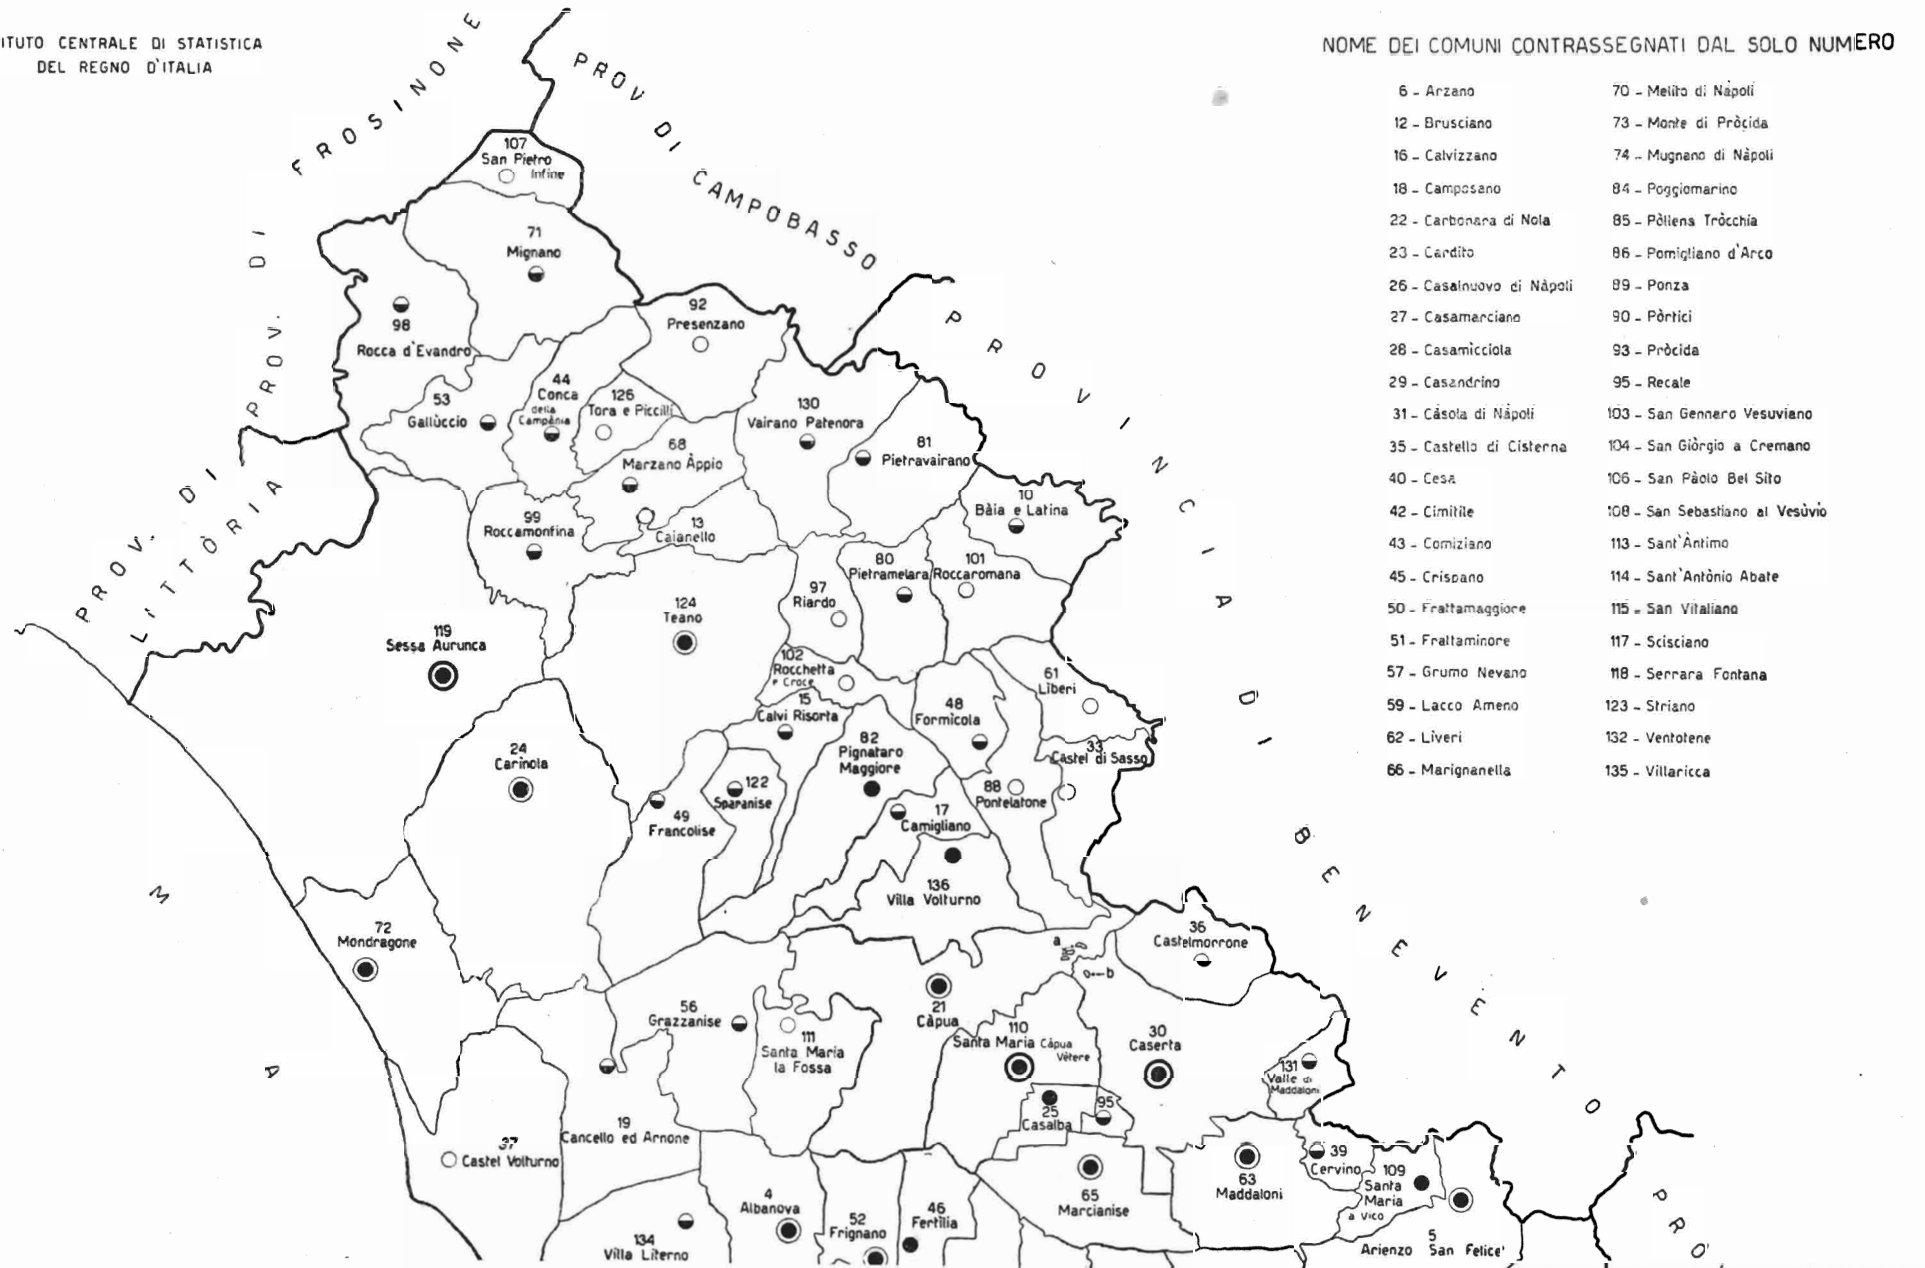 ITUTO CENTRALE DI STATISTICA
DEL REGNO D'ITALIA
PROV. DI FROSINONE
PROV DI CAMPOBASSO
PROVINCIA DI BENEVENTO
PROV. DI LITTÒRIA
M A
PRO
107
San Pietro
Infine
71
Mignano
98
Rocca d'Evandro
92
Presenzano
53
Gallùccio
44
Conca
della
Campània
126
Tora e Piccilli
130
Vairano Patenora
81
Pietravairano
68
Marzano Àppio
10
Bàia e Latina
99
Roccamonfina
13
Caianello
80
Pietramelara
101
Roccaromana
97
Riardo
124
Teano
119
Sessa Aurunca
102
Rocchetta
e Croce
61
Lìberi
15
Calvi Risorta
48
Formìcola
82
Pignataro
Maggiore
33
Castel di Sasso
24
Carìnola
122
Sparanise
88
Pontelatone
49
Francolise
17
Camigliano
136
Villa Volturno
72
Mondragone
36
Castelmorrone
a
b
56
Grazzanise
21
Càpua
111
Santa Maria
la Fossa
110
Santa Maria Càpua
Vètere
30
Caserta
131
Valle di
Maddaloni
95
25
Casalba
19
Cancello ed Arnone
37
Castel Volturno
39
Cervino
109
Santa
Maria
a Vico
63
Maddaloni
65
Marcianise
4
Albanova
52
Frignano
46
Fertilia
134
Villa Literno
5
Arienzo San Felice
NOME DEI COMUNI CONTRASSEGNATI DAL SOLO NUMERO
6 - Arzano
12 - Brusciano
16 - Calvizzano
18 - Camposano
22 - Carbonara di Nola
23 - Cardito
26 - Casalnuovo di Nàpoli
27 - Casamarciano
28 - Casamìcciola
29 - Casandrino
31 - Càsola di Nàpoli
35 - Castello di Cisterna
40 - Cesa
42 - Cimitile
43 - Comiziano
45 - Crispano
50 - Frattamaggiore
51 - Frattaminore
57 - Grumo Nevano
59 - Lacco Ameno
62 - Liveri
66 - Marignanella
70 - Melito di Nàpoli
73 - Monte di Pròcida
74 - Mugnano di Nàpoli
84 - Poggiomarino
85 - Pòllena Tròcchia
86 - Pomigliano d'Arco
89 - Ponza
90 - Pòrtici
93 - Pròcida
95 - Recale
103 - San Gennaro Vesuviano
104 - San Giòrgio a Cremano
106 - San Pàolo Bel Sito
108 - San Sebastiano al Vesùvio
113 - Sant'Àntimo
114 - Sant'Antònio Abate
115 - San Vitaliano
117 - Scisciano
118 - Serrara Fontana
123 - Striano
132 - Ventotene
135 - Villaricca